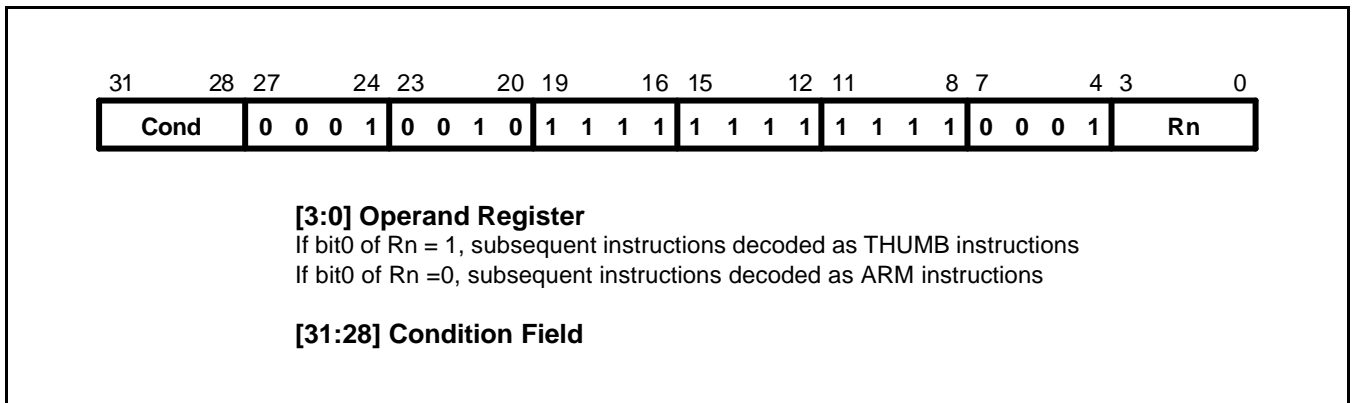 31 28 27 24 23 20 19 16 15 12 11 8 7 4 3 0
Cond 0 0 0 1 0 0 1 0 1 1 1 1 1 1 1 1 1 1 1 1 0 0 0 1 Rn
[3:0] Operand Register
If bit0 of Rn = 1, subsequent instructions decoded as THUMB instructions
If bit0 of Rn =0, subsequent instructions decoded as ARM instructions
[31:28] Condition Field